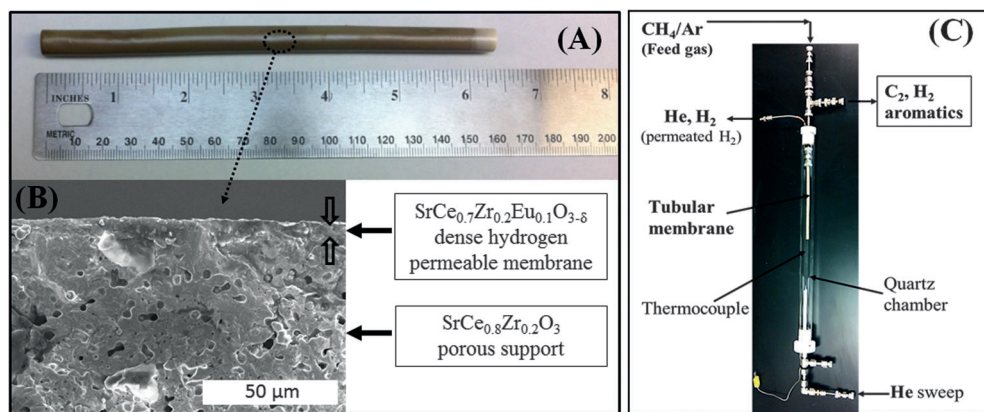 (A)
INCHES 1 2 3 4 5 6 7 8
METRIC 10 20 30 40 50 60 70 80 90 100 110 120 130 140 150 160 170 180 190 200
(B)
SrCe0.7Zr0.2Eu0.1O3-δ
dense hydrogen
permeable membrane
SrCe0.8Zr0.2O3
porous support
50 μm
(C)
CH4/Ar
(Feed gas)
C2, H2
aromatics
He, H2
(permeated H2)
Tubular
membrane
Thermocouple
Quartz
chamber
He sweep